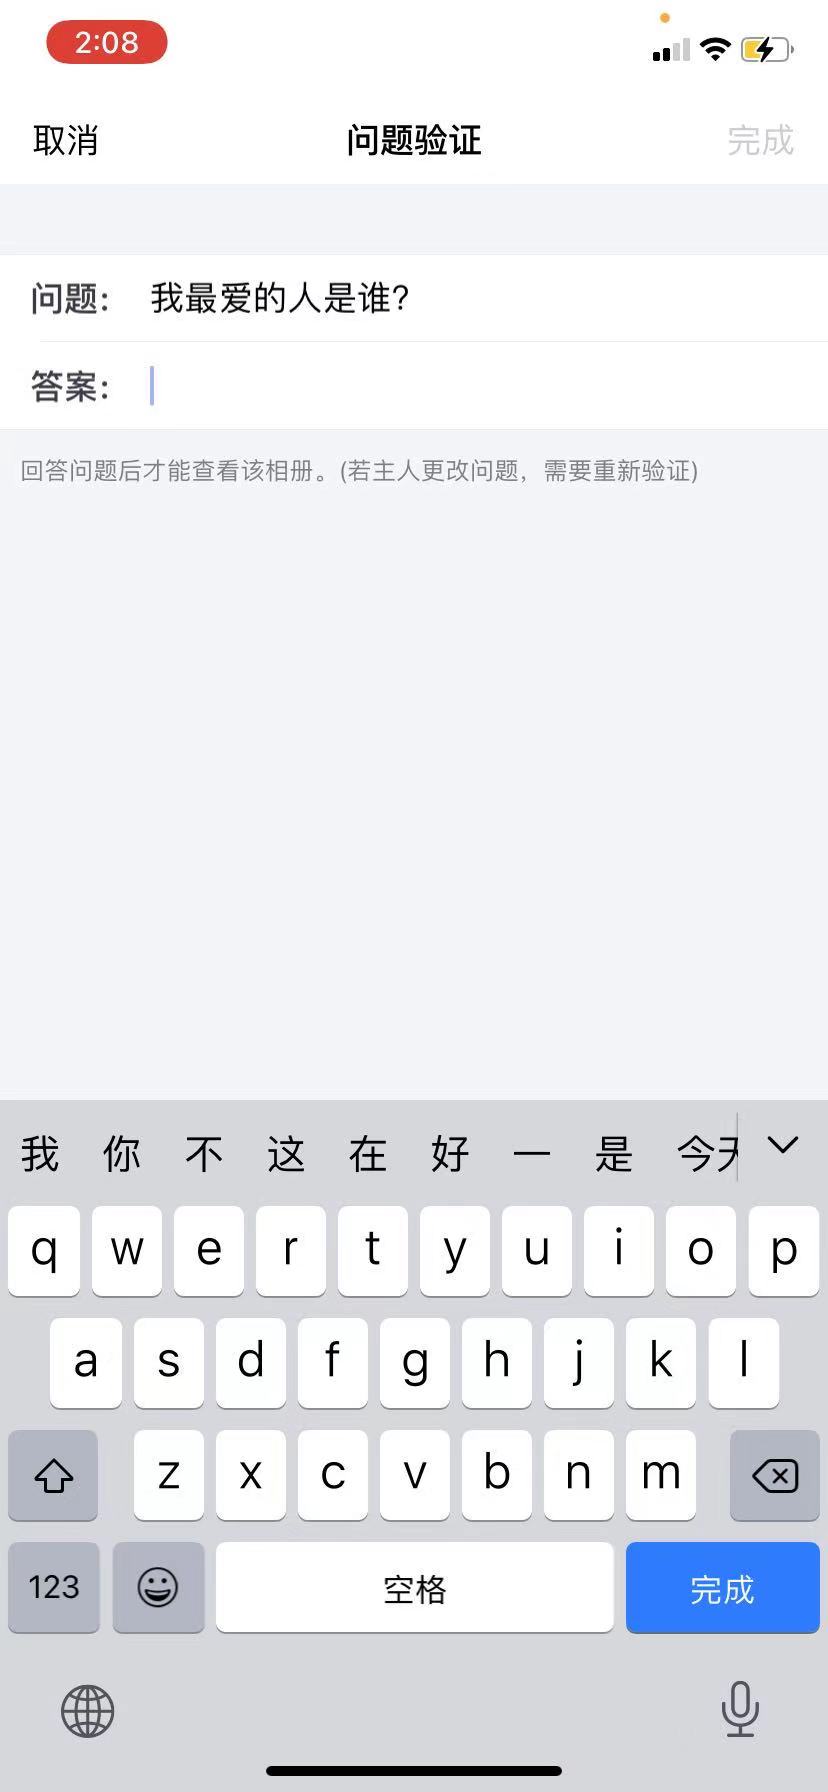 2:08
取消 问题验证 完成
问题： 我最爱的人是谁?
答案：
回答问题后才能查看该相册。(若主人更改问题，需要重新验证)
我 你 不 这 在 好 一 是 今天
q w e r t y u i o p
a s d f g h j k l
z x c v b n m
123 空格 完成